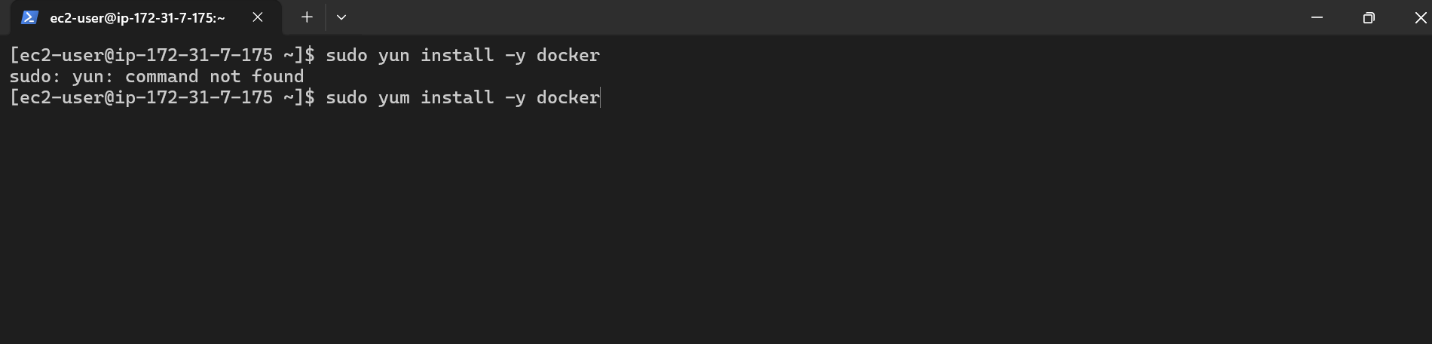 ec2-user@ip-172-31-7-175:~
[ec2-user@ip-172-31-7-175 ~]$ sudo yun install -y docker
sudo: yun: command not found
[ec2-user@ip-172-31-7-175 ~]$ sudo yum install -y docker